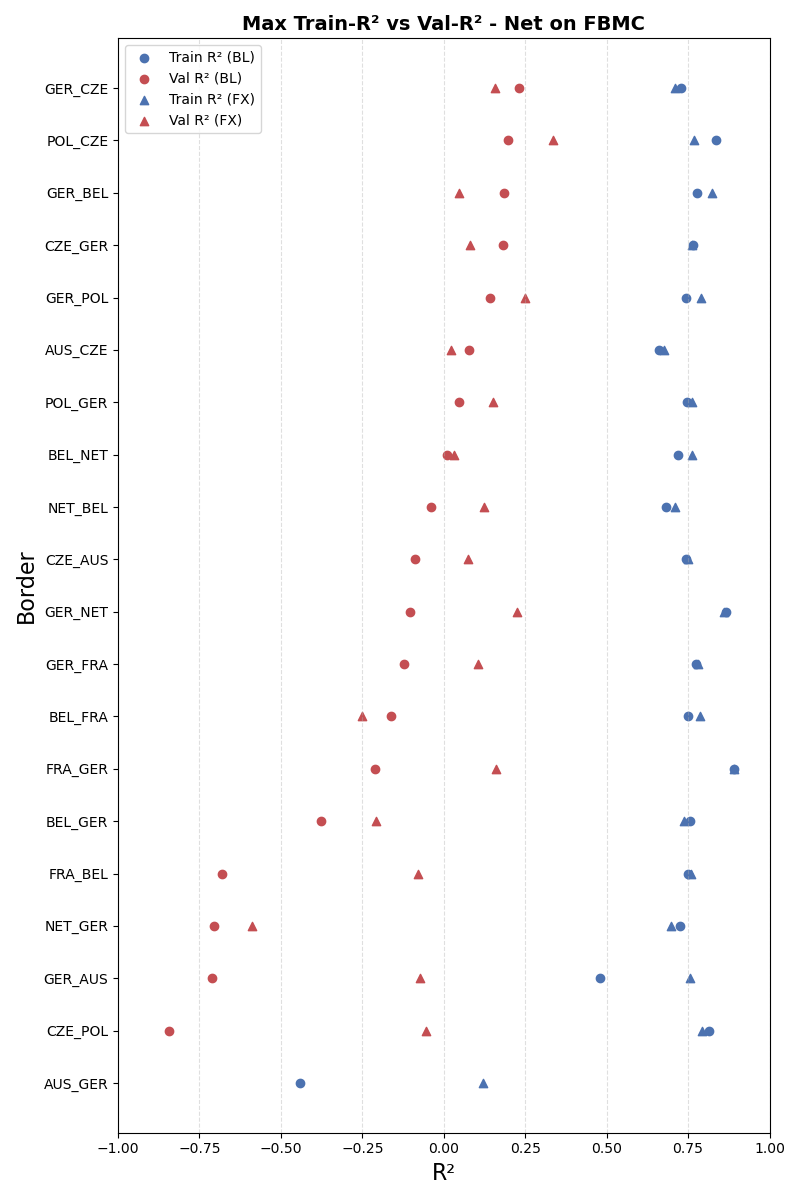 Max Train-R² vs Val-R² - Net on FBMC
Train R² (BL)
Val R² (BL)
Train R² (FX)
Val R² (FX)
GER_CZE
POL_CZE
GER_BEL
CZE_GER
GER_POL
AUS_CZE
POL_GER
BEL_NET
NET_BEL
CZE_AUS
GER_NET
GER_FRA
BEL_FRA
FRA_GER
BEL_GER
FRA_BEL
NET_GER
GER_AUS
CZE_POL
AUS_GER
Border
−1.00 −0.75 −0.50 −0.25 0.00 0.25 0.50 0.75 1.00
R²